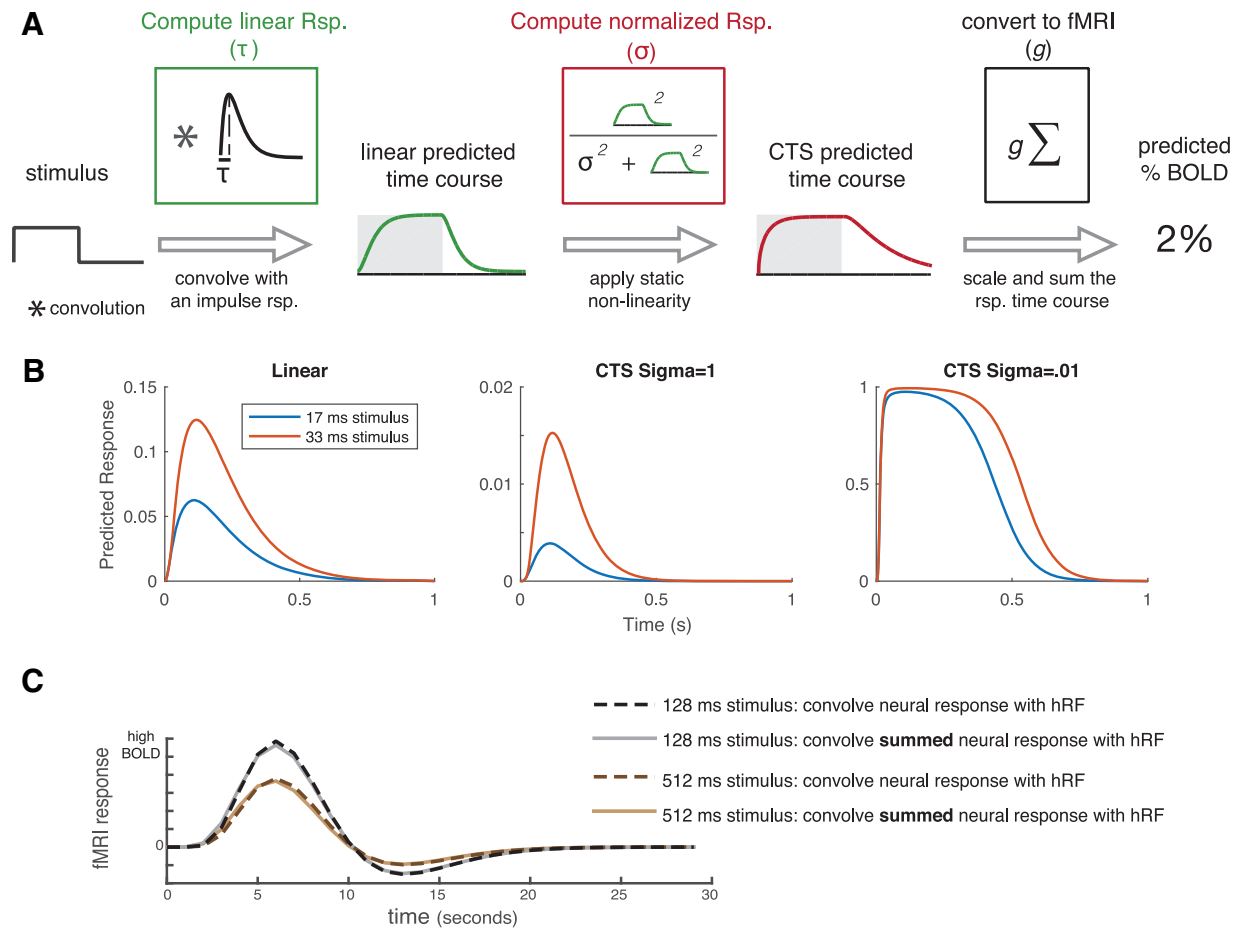 A
Compute linear Rsp.
(τ)
Compute normalized Rsp.
(σ)
convert to fMRI
(g)
*
τ
2
σ² + 2
g∑
stimulus
linear predicted
time course
CTS predicted
time course
predicted
% BOLD
2%
convolve with
an impulse rsp.
apply static
non-linearity
scale and sum the
rsp. time course
* convolution
B
Linear
CTS Sigma=1
CTS Sigma=.01
0.15
0.1
0.05
0
Predicted Response
17 ms stimulus
33 ms stimulus
0 0.5 1
0.02
0.01
0
0 0.5 1
1
0.5
0
0 0.5 1
Time (s)
C
high
BOLD
0
fMRI response
0 5 10 15 20 25 30
time (seconds)
128 ms stimulus: convolve neural response with hRF
128 ms stimulus: convolve summed neural response with hRF
512 ms stimulus: convolve neural response with hRF
512 ms stimulus: convolve summed neural response with hRF